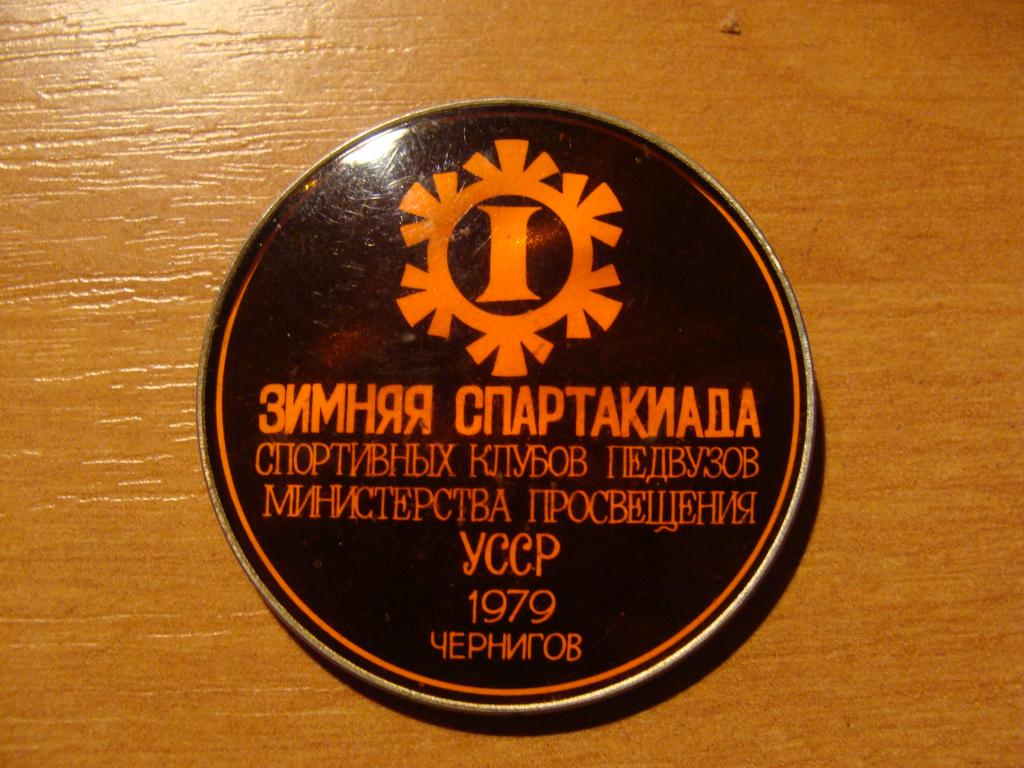 I
ЗИМНЯЯ СПАРТАКИАДА
СПОРТИВНЫХ КЛУБОВ ПЕДВУЗОВ
МИНИСТЕРСТВА ПРОСВЕЩЕНИЯ
УССР
1979
ЧЕРНИГОВ